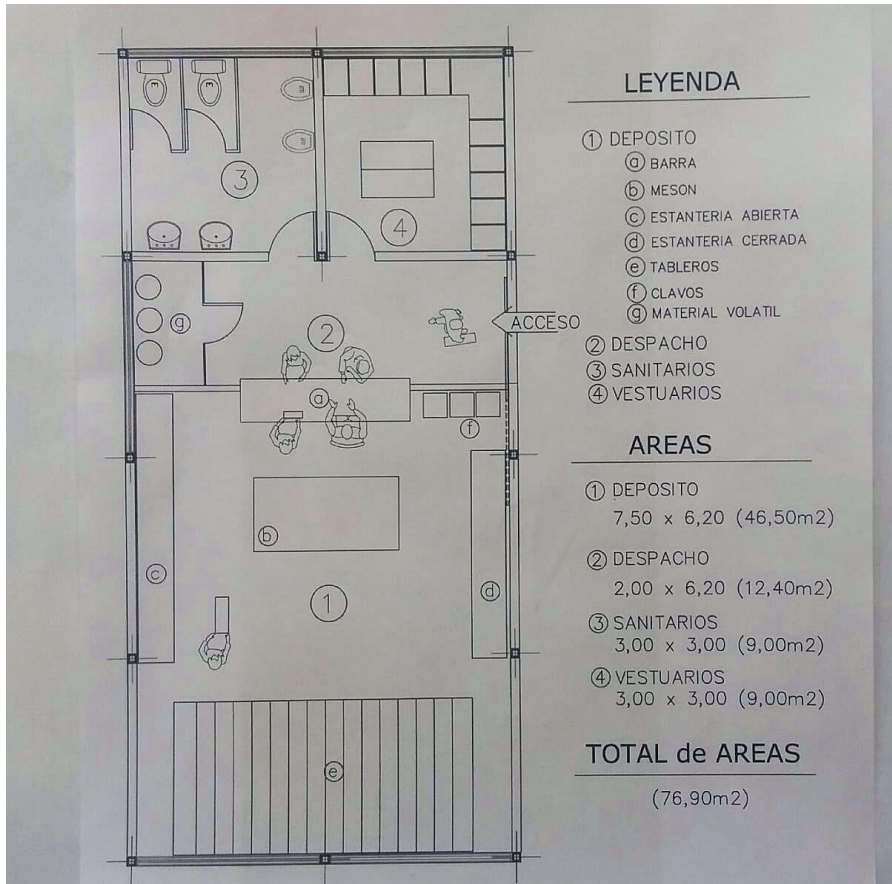 LEYENDA
① DEPOSITO
ⓐ BARRA
ⓑ MESON
ⓒ ESTANTERIA ABIERTA
ⓓ ESTANTERIA CERRADA
ⓔ TABLEROS
ⓕ CLAVOS
ⓖ MATERIAL VOLATIL
② DESPACHO
③ SANITARIOS
④ VESTUARIOS
AREAS
① DEPOSITO
7,50 x 6,20 (46,50m2)
② DESPACHO
2,00 x 6,20 (12,40m2)
③ SANITARIOS
3,00 x 3,00 (9,00m2)
④ VESTUARIOS
3,00 x 3,00 (9,00m2)
TOTAL de AREAS
(76,90m2)
③
④
ⓖ
②
ACCESO
ⓐ
ⓕ
ⓑ
ⓒ
①
ⓓ
ⓔ